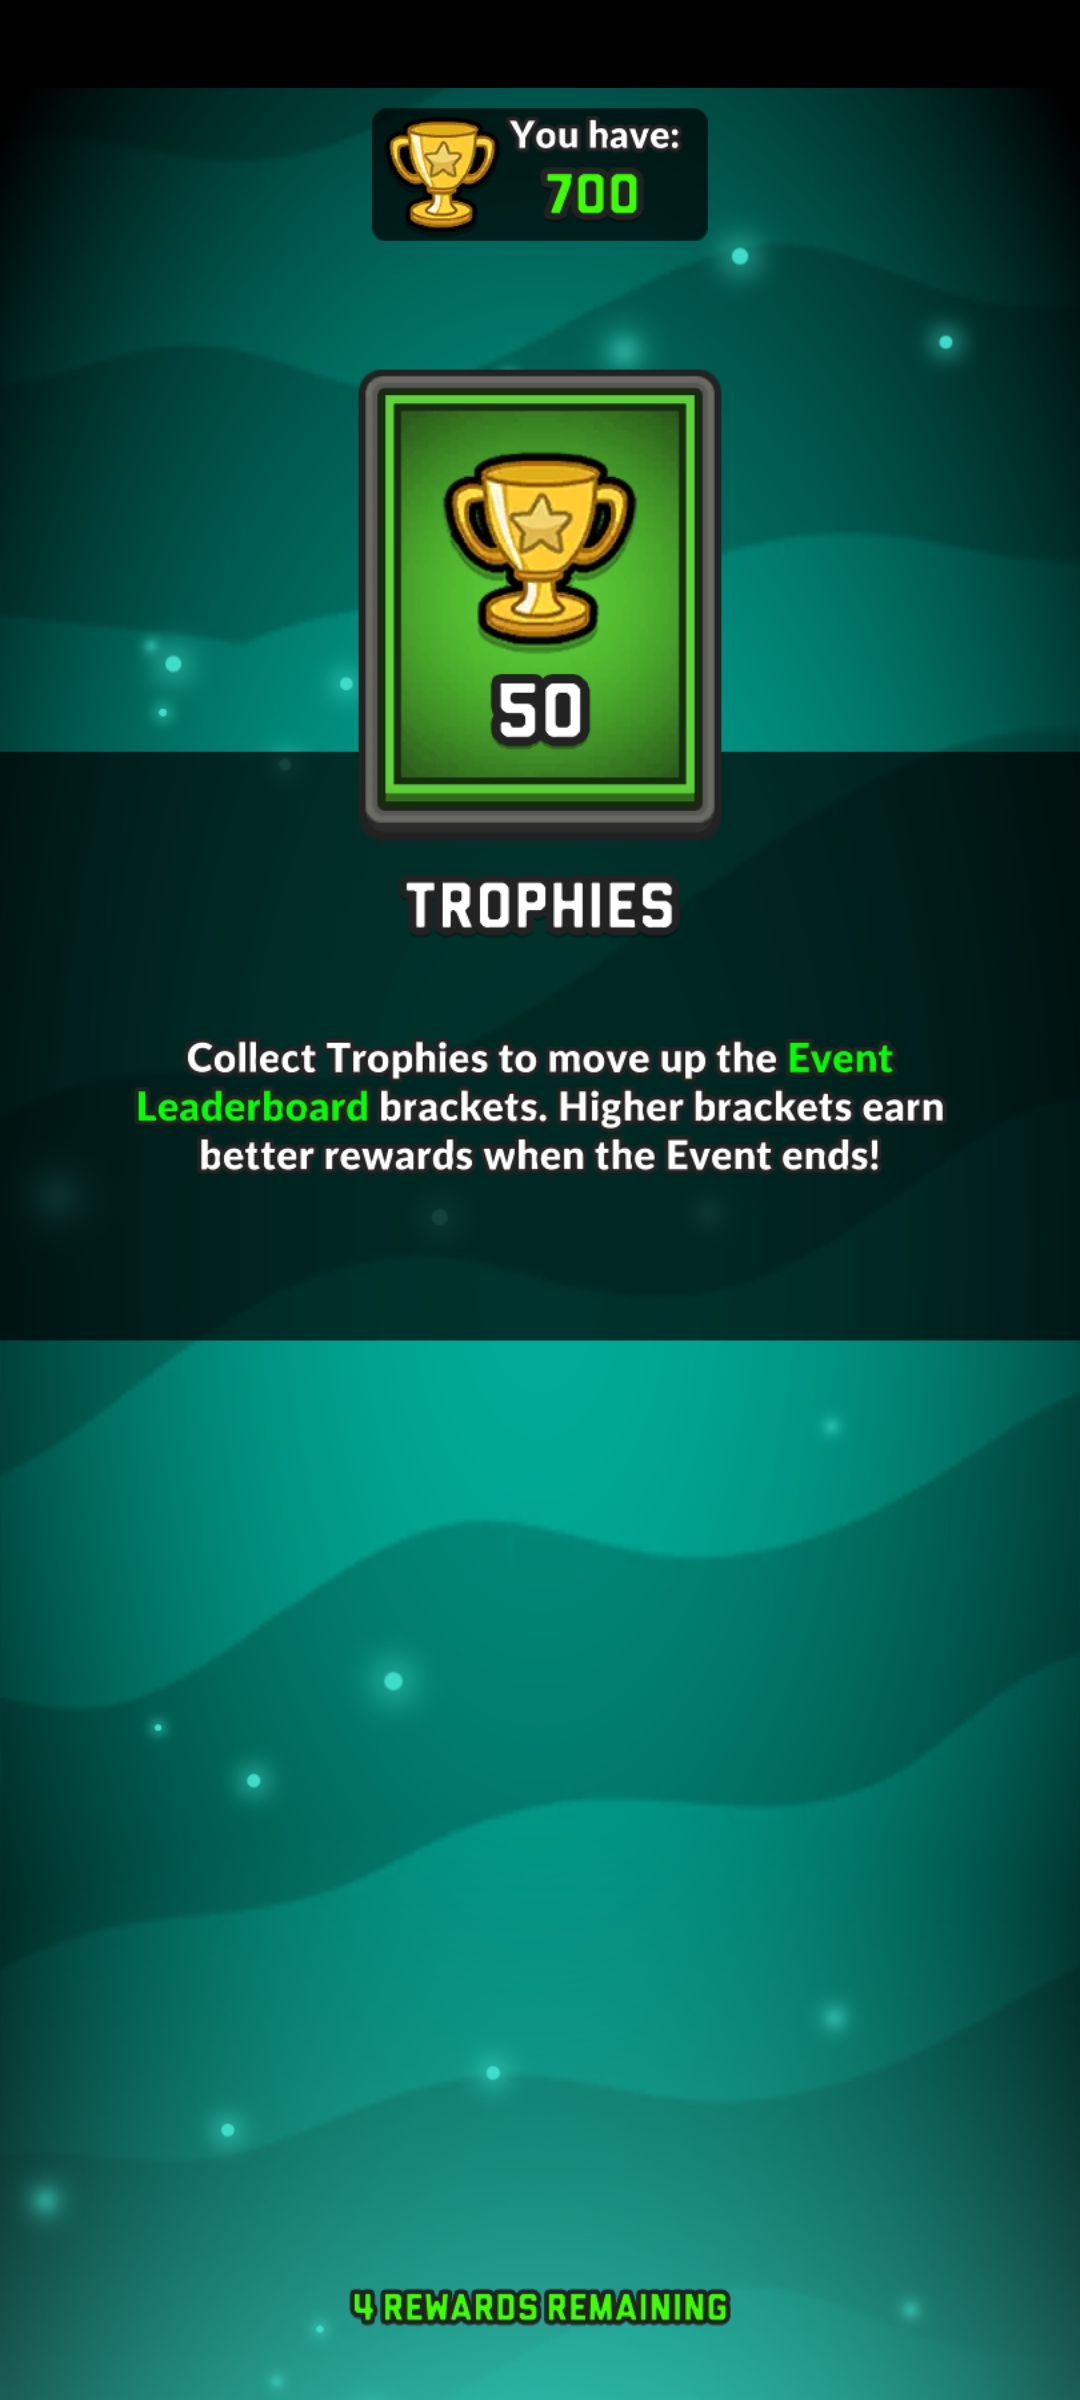 You have:
700
50
TROPHIES
Collect Trophies to move up the Event
Leaderboard brackets. Higher brackets earn
better rewards when the Event ends!
4 REWARDS REMAINING